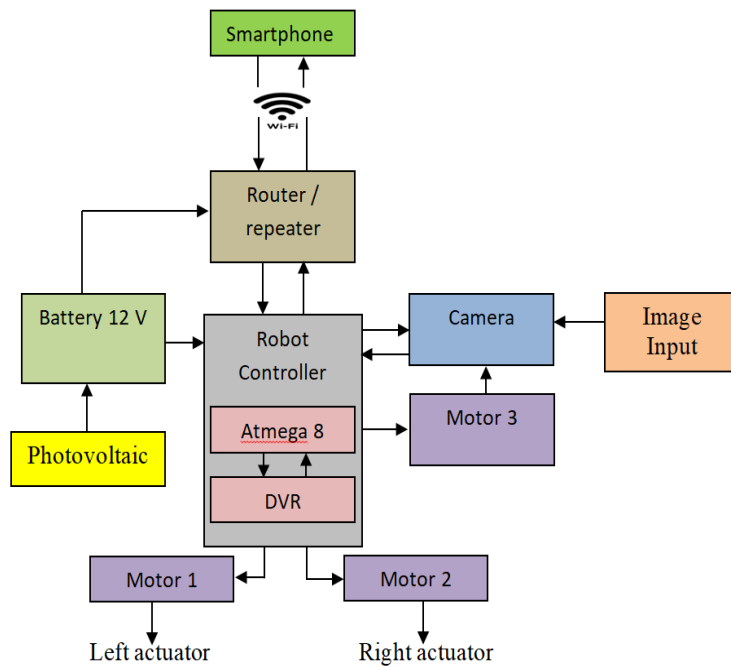 Smartphone
Wi-Fi
Router /
repeater
Battery 12 V
Robot
Controller
Camera
Image
Input
Photovoltaic
Atmega 8
Motor 3
DVR
Motor 1
Motor 2
Left actuator
Right actuator